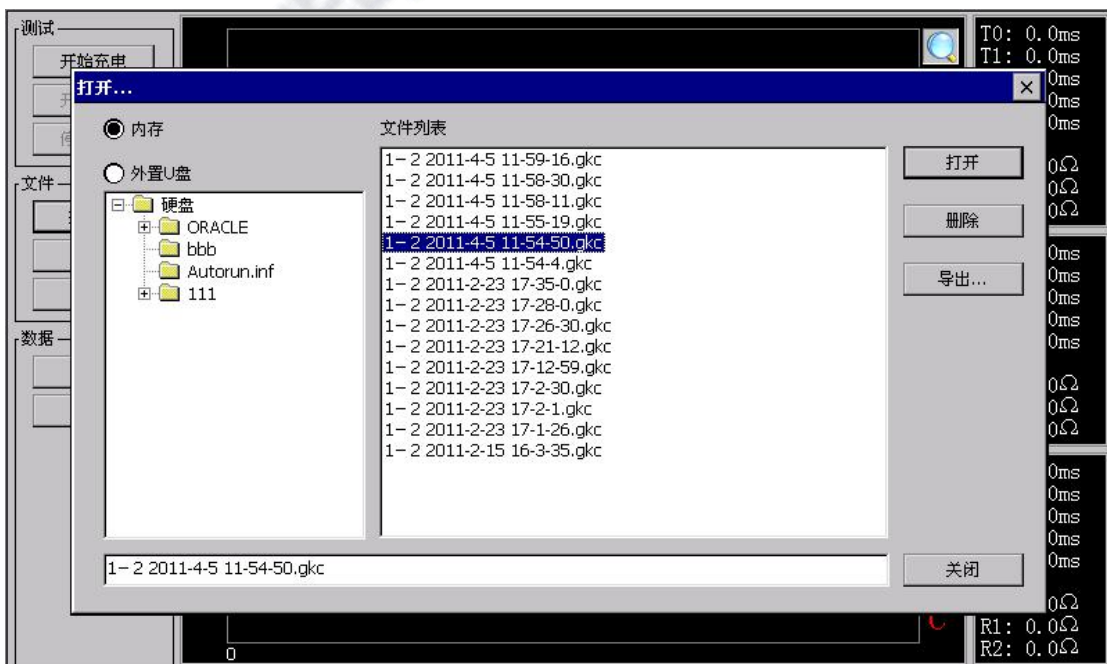 测试
开始充电
文件
数据
T0: 0.0ms
T1: 0.0ms
0ms
0ms
0ms
0Ω
0Ω
0Ω
打开...
内存
外置U盘
硬盘
ORACLE
bbb
Autorun.inf
111
文件列表
1-2 2011-4-5 11-59-16.gkc
1-2 2011-4-5 11-58-30.gkc
1-2 2011-4-5 11-58-11.gkc
1-2 2011-4-5 11-55-19.gkc
1-2 2011-4-5 11-54-50.gkc
1-2 2011-4-5 11-54-4.gkc
1-2 2011-2-23 17-35-0.gkc
1-2 2011-2-23 17-28-0.gkc
1-2 2011-2-23 17-26-30.gkc
1-2 2011-2-23 17-21-12.gkc
1-2 2011-2-23 17-12-59.gkc
1-2 2011-2-23 17-2-30.gkc
1-2 2011-2-23 17-2-1.gkc
1-2 2011-2-23 17-1-26.gkc
1-2 2011-2-15 16-3-35.gkc
打开
删除
导出...
1-2 2011-4-5 11-54-50.gkc
关闭
0ms
0ms
0ms
0ms
0ms
0Ω
0Ω
0Ω
0ms
0ms
0ms
0ms
0ms
0Ω
R1: 0.0Ω
R2: 0.0Ω
C
0